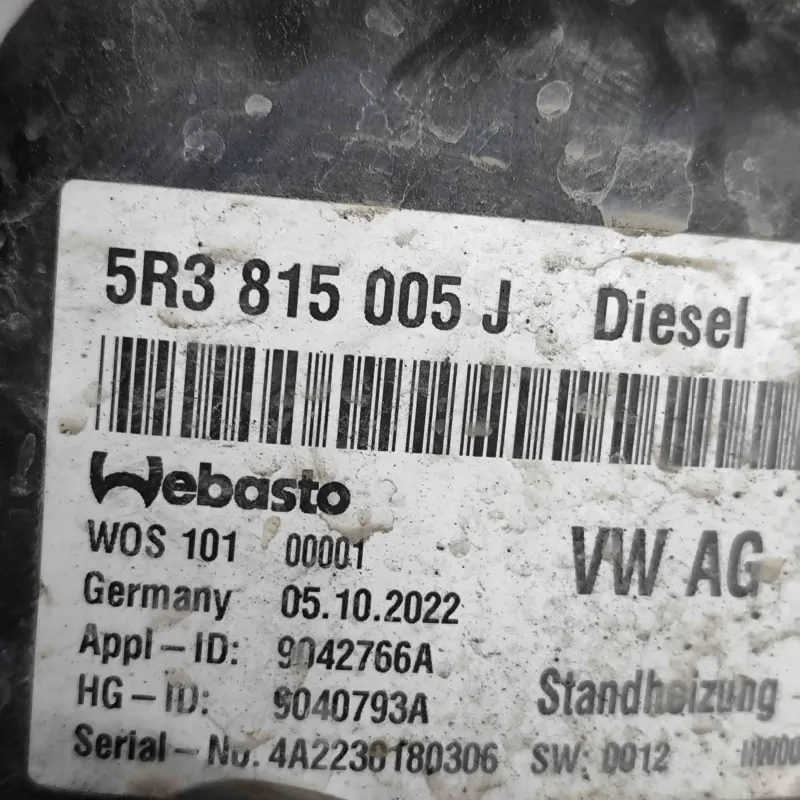 5R3 815 005 J Diesel
Webasto
WOS 101 00001 VW AG
Germany 05.10.2022
Appl-ID: 9042766A
HG-ID: 9040793A Standheizung
Serial-No. 4A2230180306 SW: 0012